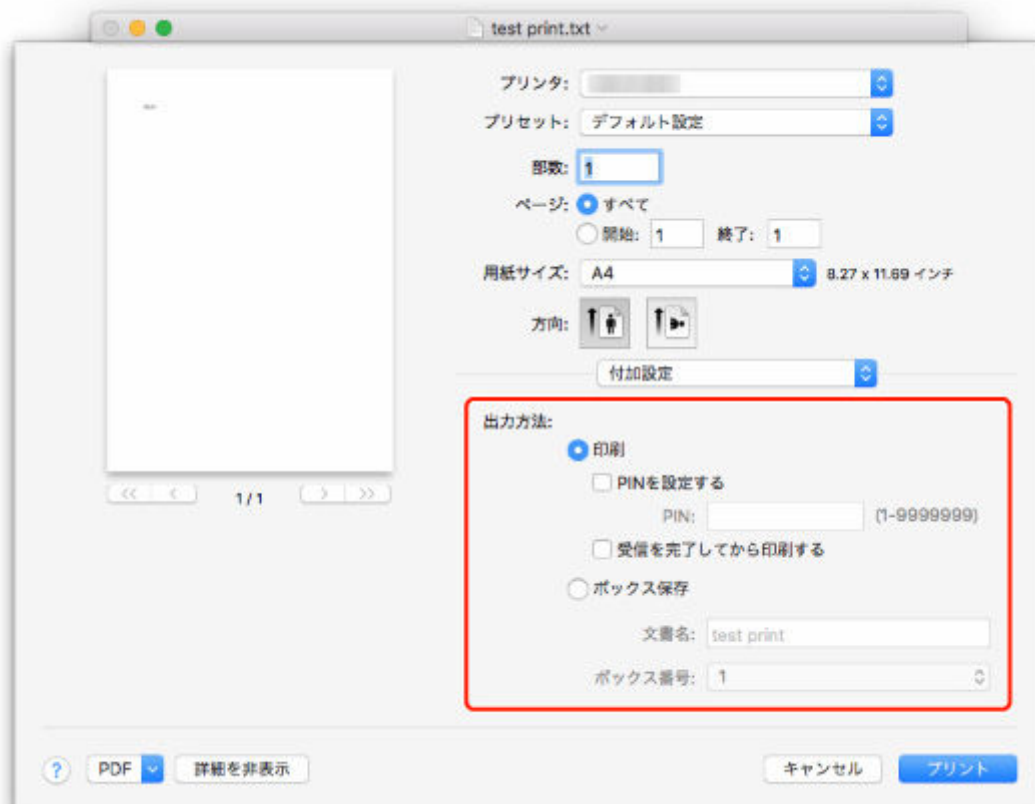 test print.txt
プリンタ:
プリセット: デフォルト設定
部数: 1
ページ: すべて
開始: 1 終了: 1
用紙サイズ: A4 8.27 x 11.69 インチ
方向:
付加設定
出力方法:
印刷
PINを設定する
PIN: (1-9999999)
受信を完了してから印刷する
ボックス保存
文書名: test print
ボックス番号: 1
1 / 1
? PDF 詳細を非表示 キャンセル プリント